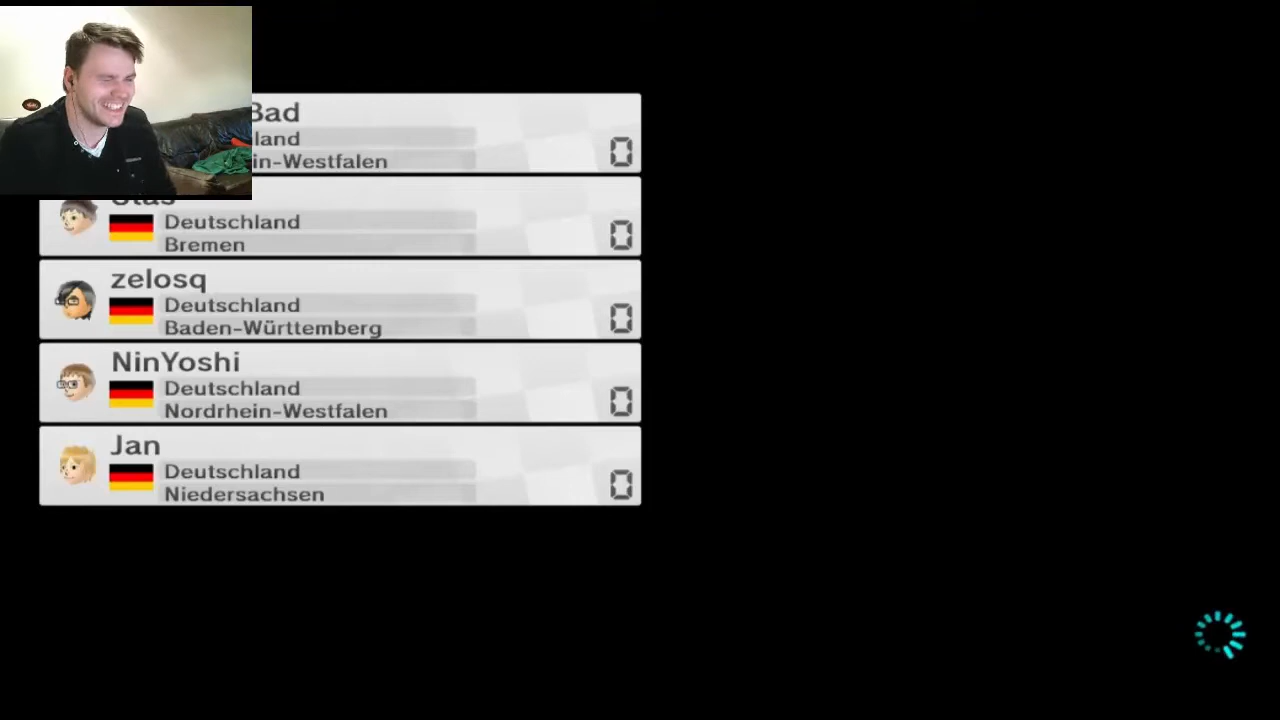 Bad
land
in-Westfalen
0
Deutschland
Bremen
0
zelosq
Deutschland
Baden-Württemberg
0
NinYoshi
Deutschland
Nordrhein-Westfalen
0
Jan
Deutschland
Niedersachsen
0